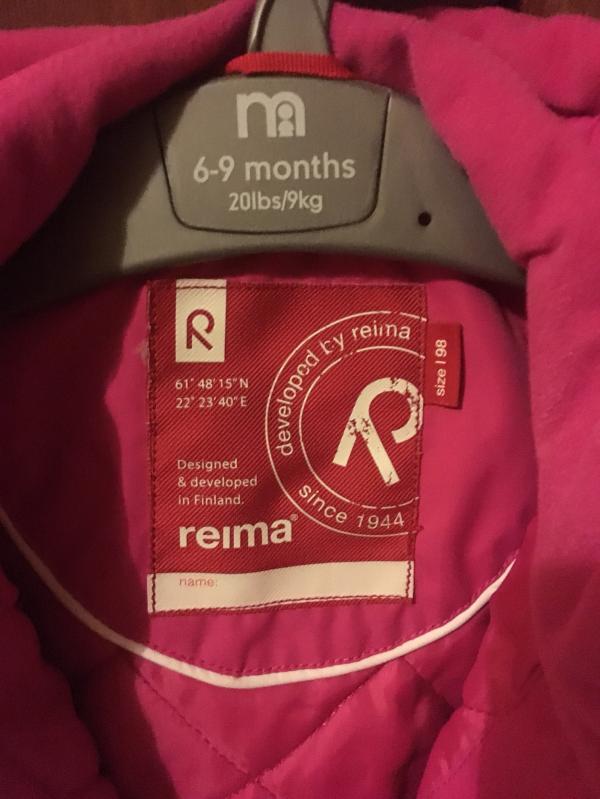 m
6-9 months
20lbs/9kg
R
61° 48' 15" N
22° 23' 40" E
developed by reima
R
since 1944
size | 98
Designed
& developed
in Finland.
reima®
name: